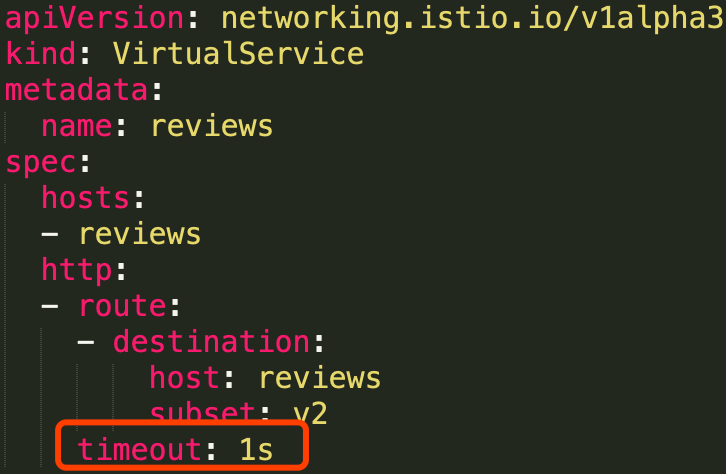 apiVersion: networking.istio.io/v1alpha3
kind: VirtualService
metadata:
  name: reviews
spec:
  hosts:
  - reviews
  http:
  - route:
    - destination:
        host: reviews
        subset: v2
    timeout: 1s